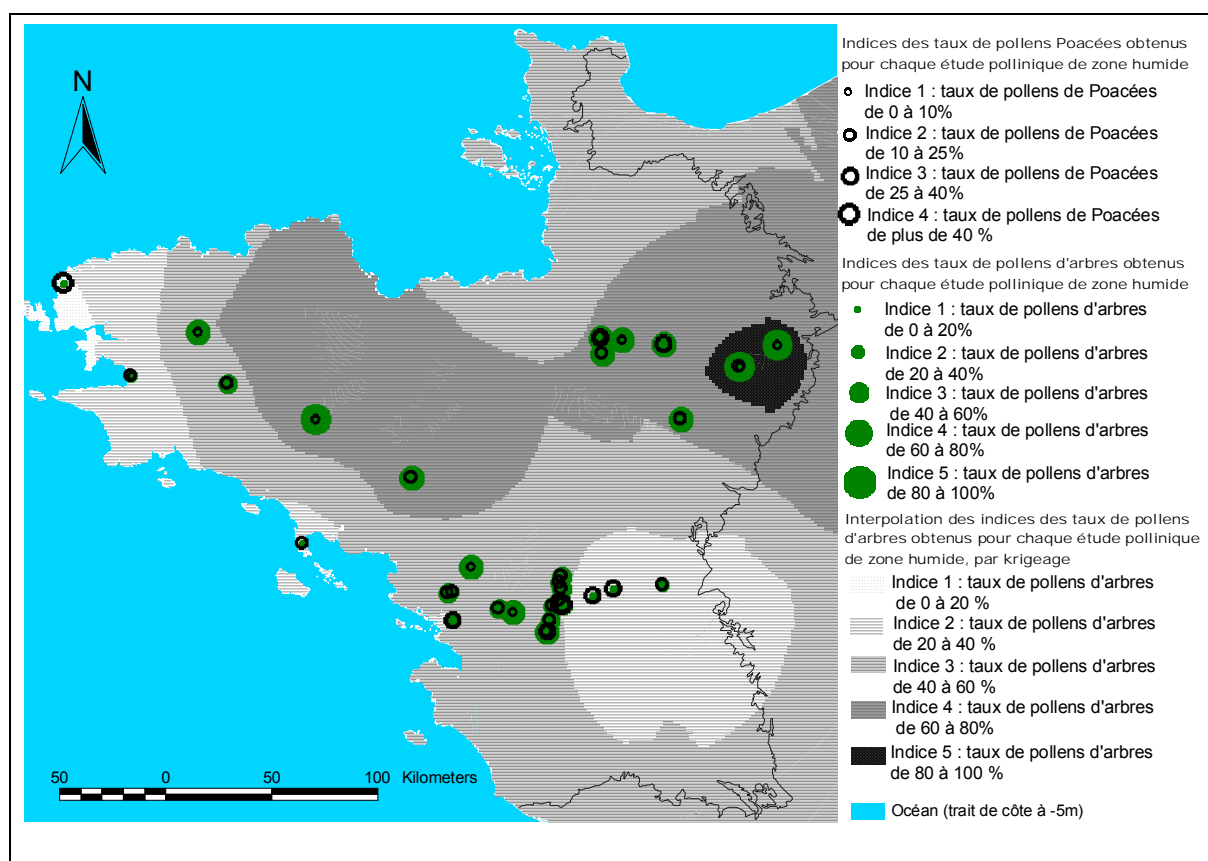 N
50
0
50
100
Kilometers
Indices des taux de pollens Poacées obtenus
pour chaque étude pollinique de zone humide
Indice 1 : taux de pollens de Poacées
de 0 à 10%
Indice 2 : taux de pollens de Poacées
de 10 à 25%
Indice 3 : taux de pollens de Poacées
de 25 à 40%
Indice 4 : taux de pollens de Poacées
de plus de 40 %
Indices des taux de pollens d'arbres obtenus
pour chaque étude pollinique de zone humide
Indice 1 : taux de pollens d'arbres
de 0 à 20%
Indice 2 : taux de pollens d'arbres
de 20 à 40%
Indice 3 : taux de pollens d'arbres
de 40 à 60%
Indice 4 : taux de pollens d'arbres
de 60 à 80%
Indice 5 : taux de pollens d'arbres
de 80 à 100%
Interpolation des indices des taux de pollens
d'arbres obtenus pour chaque étude pollinique
de zone humide, par krigeage
Indice 1 : taux de pollens d'arbres
de 0 à 20 %
Indice 2 : taux de pollens d'arbres
de 20 à 40 %
Indice 3 : taux de pollens d'arbres
de 40 à 60 %
Indice 4 : taux de pollens d'arbres
de 60 à 80%
Indice 5 : taux de pollens d'arbres
de 80 à 100 %
Océan (trait de côte à -5m)